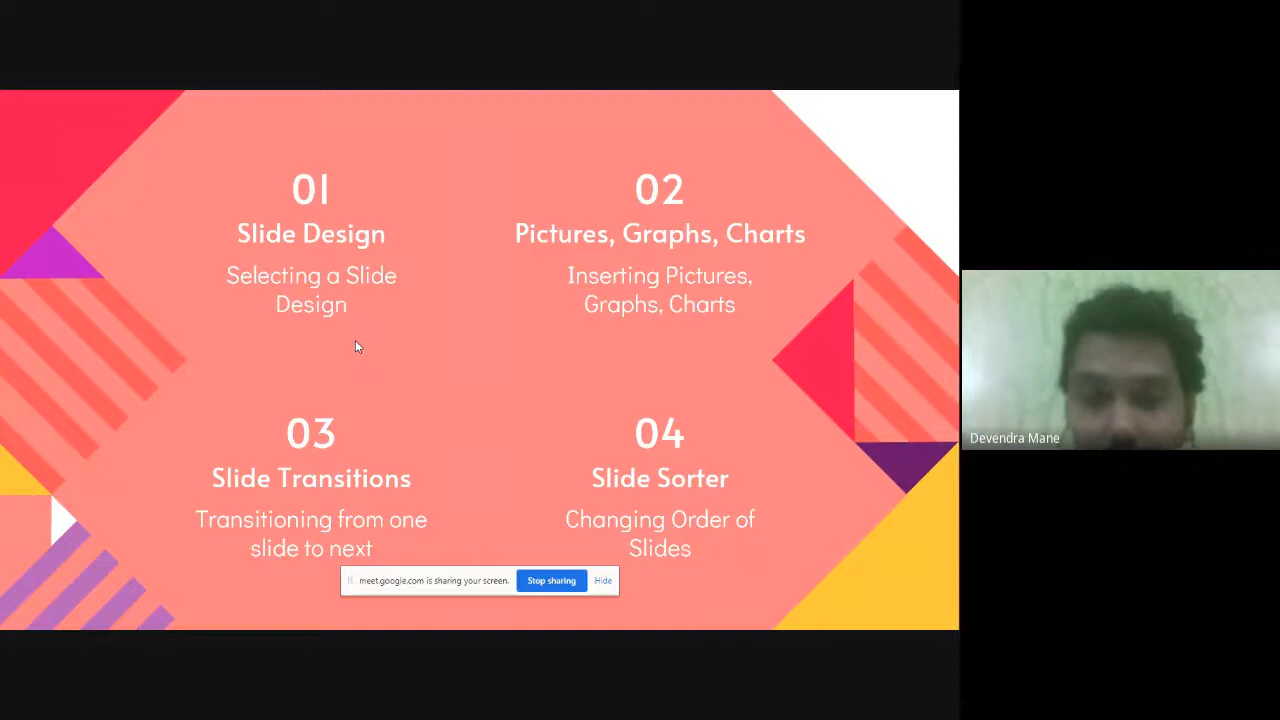 01
Slide Design
Selecting a Slide
Design
02
Pictures, Graphs, Charts
Inserting Pictures,
Graphs, Charts
03
Slide Transitions
Transitioning from one
slide to next
04
Slide Sorter
Changing Order of
Slides
meet.google.com is sharing your screen.
Stop sharing
Hide
Devendra Mane